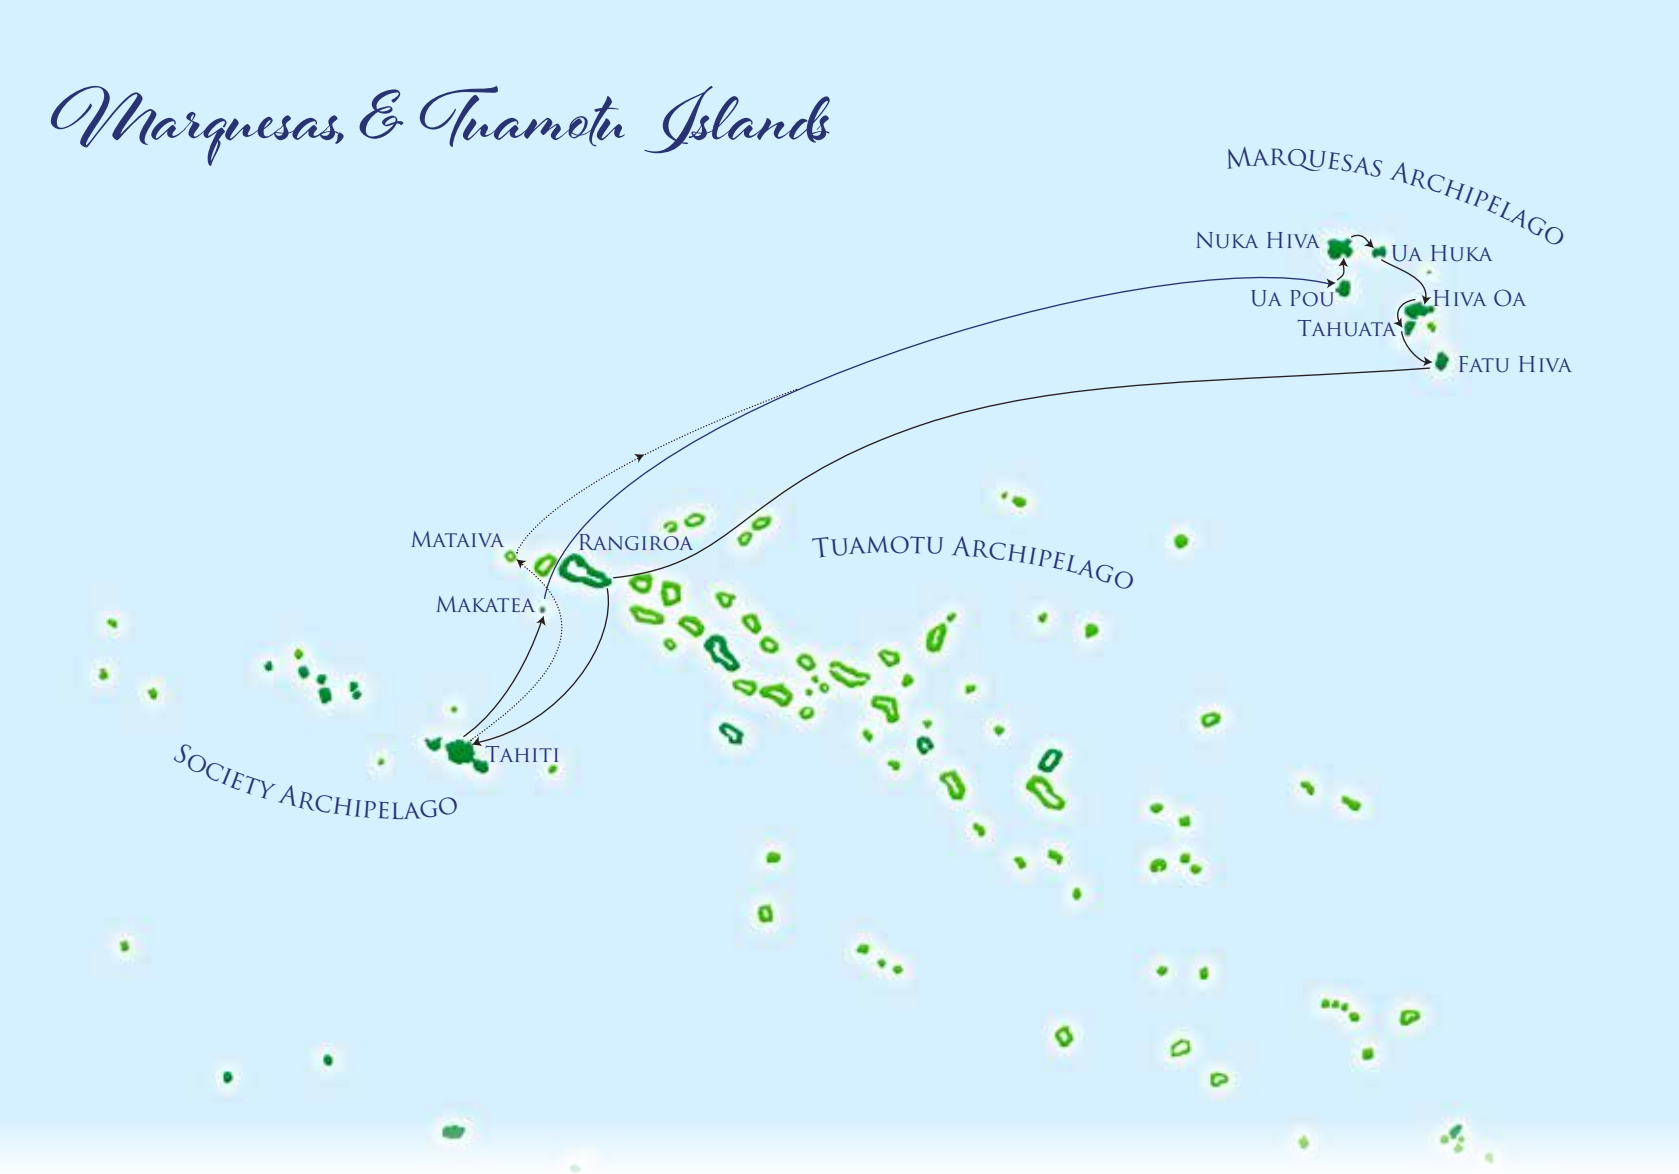 Marquesas, & Tuamotu Islands
MARQUESAS ARCHIPELAGO
NUKA HIVA
UA HUKA
UA POU
HIVA OA
TAHUATA
FATU HIVA
MATAIVA
RANGIROA
TUAMOTU ARCHIPELAGO
MAKATEA
TAHITI
SOCIETY ARCHIPELAGO